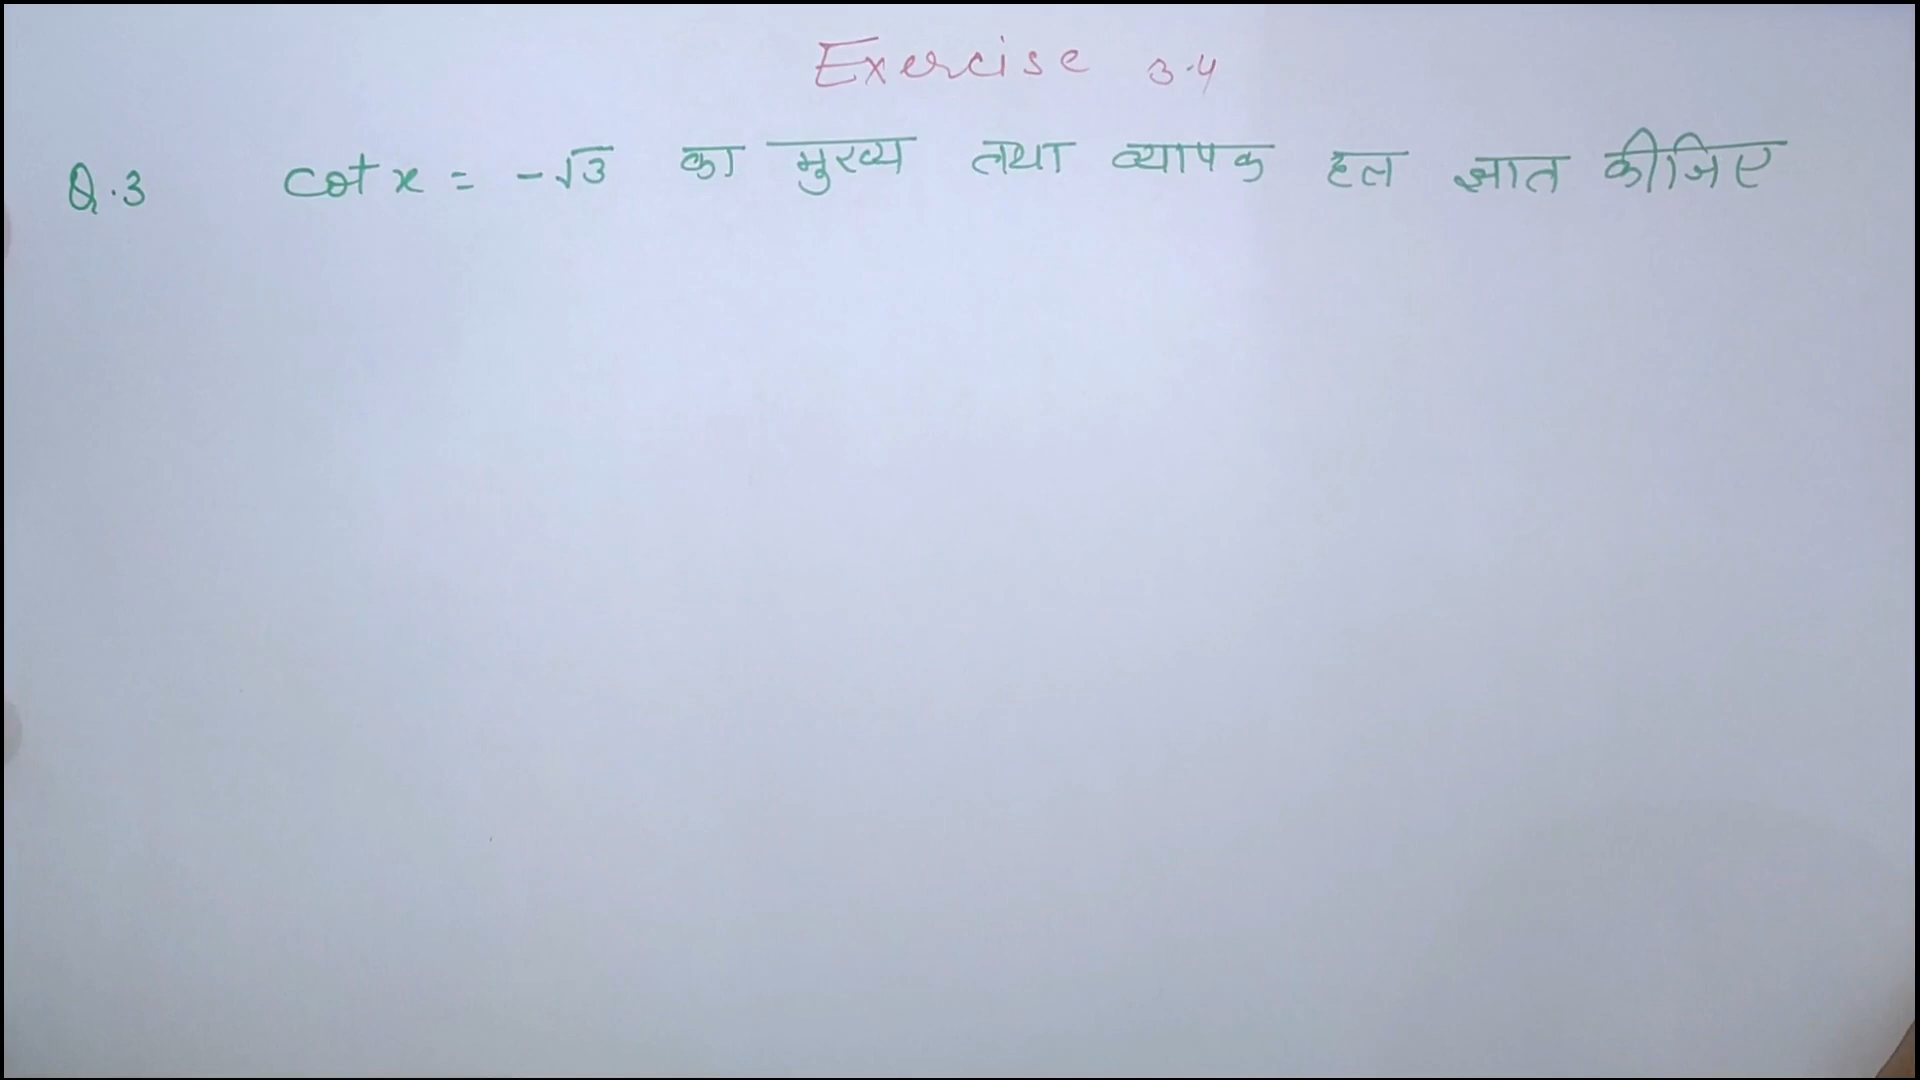 Exercise 3.4
Q.3 cot x = -√3 का मुख्य तथा व्यापक हल ज्ञात कीजिए